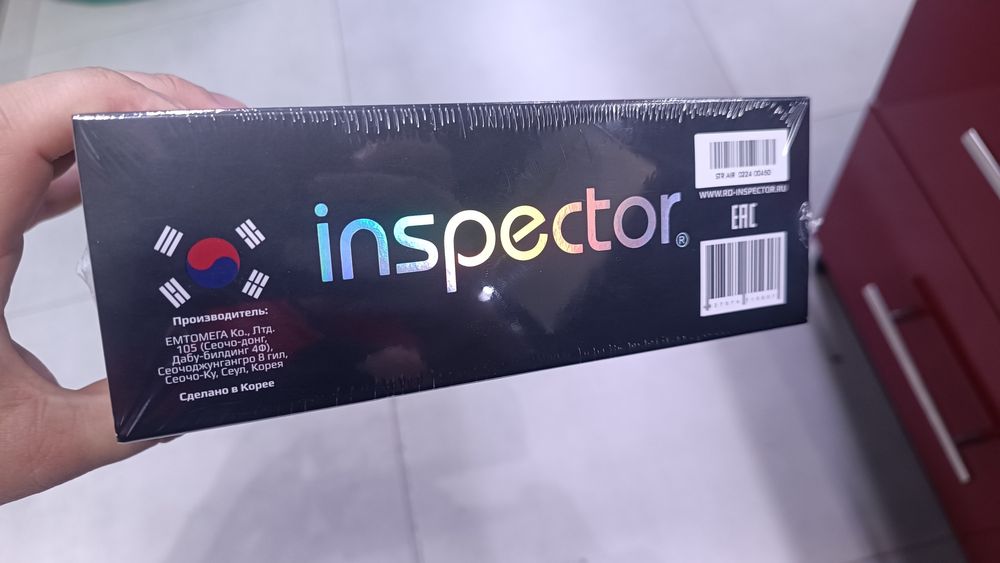 inspector®
STR AIR 0224 00450
WWW.RD-INSPECTOR.RU
EAC
Производитель:
ЕМТОМЕГА Ко., Лтд.
105 (Сеочо-донг,
Дабу-билдинг 4Ф),
Сеочоджунгангро 8 гил,
Сеочо-Ку, Сеул, Корея
Сделано в Корее